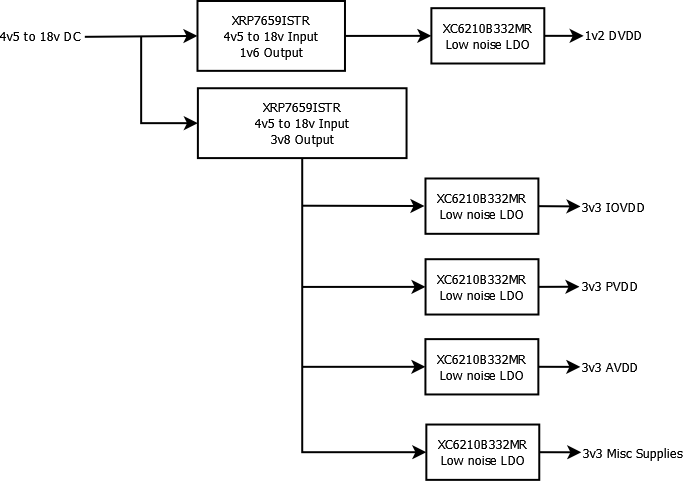 4v5 to 18v DC
XRP7659ISTR
4v5 to 18v Input
1v6 Output
XC6210B332MR
Low noise LDO
1v2 DVDD
XRP7659ISTR
4v5 to 18v Input
3v8 Output
XC6210B332MR
Low noise LDO
3v3 IOVDD
XC6210B332MR
Low noise LDO
3v3 PVDD
XC6210B332MR
Low noise LDO
3v3 AVDD
XC6210B332MR
Low noise LDO
3v3 Misc Supplies